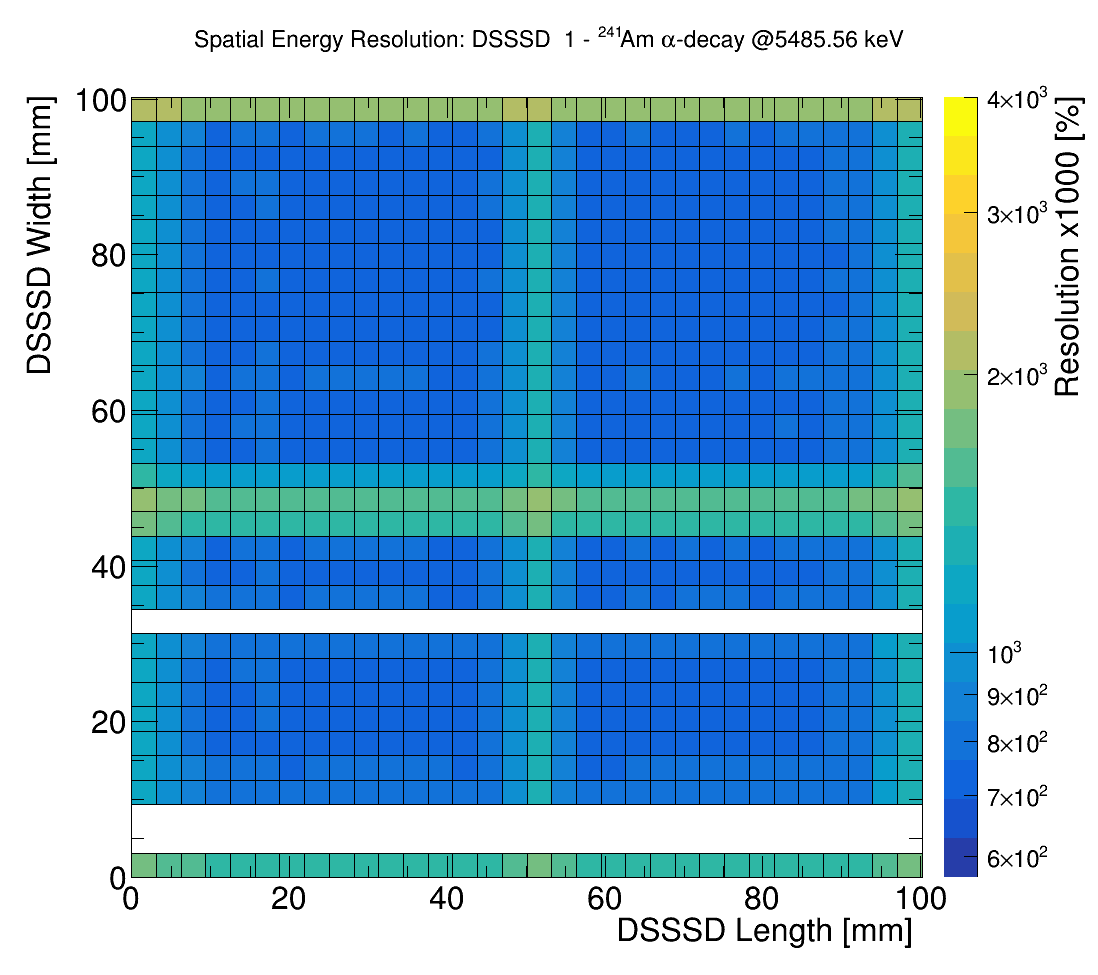 Spatial Energy Resolution: DSSSD 1 - ²⁴¹Am α-decay @5485.56 keV
DSSSD Width [mm]
100
80
60
40
20
0
0 20 40 60 80 100
DSSSD Length [mm]
4×10³
3×10³
2×10³
10³
9×10²
8×10²
7×10²
6×10²
Resolution x1000 [%]